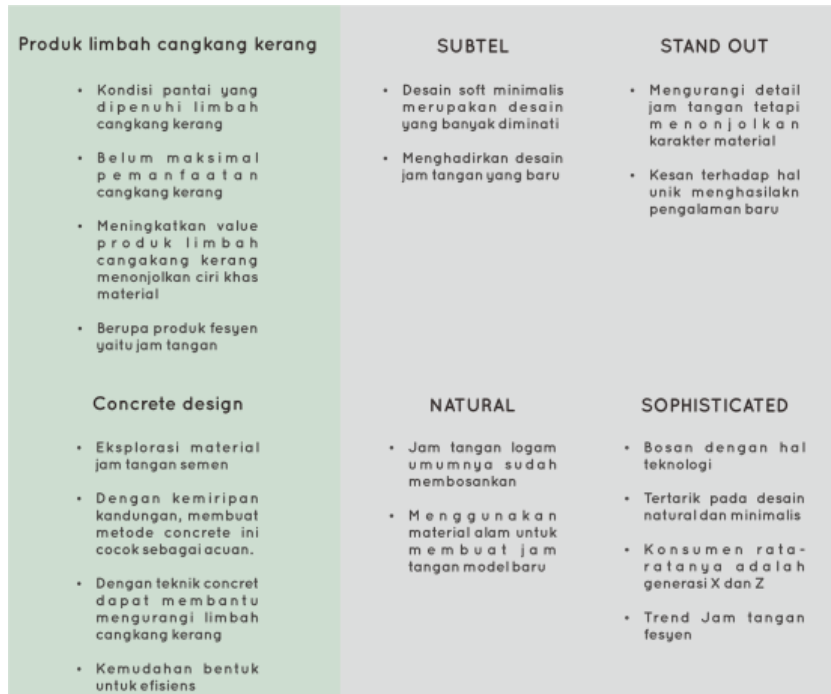 Produk limbah cangkang kerang
• Kondisi pantai yang
dipenuhi limbah
cangkang kerang
• Belum maksimal
pemanfaatan
cangkang kerang
• Meningkatkan value
produk limbah
cangakang kerang
menonjolkan ciri khas
material
• Berupa produk fesyen
yaitu jam tangan
SUBTEL
• Desain soft minimalis
merupakan desain
yang banyak diminati
• Menghadirkan desain
jam tangan yang baru
STAND OUT
• Mengurangi detail
jam tangan tetapi
menonjolkan
karakter material
• Kesan terhadap hal
unik menghasilakn
pengalaman baru
Concrete design
• Eksplorasi material
jam tangan semen
• Dengan kemiripan
kandungan, membuat
metode concrete ini
cocok sebagai acuan.
• Dengan teknik concret
dapat membantu
mengurangi limbah
cangkang kerang
• Kemudahan bentuk
untuk efisiens
NATURAL
• Jam tangan logam
umumnya sudah
membosankan
• Menggunakan
material alam untuk
membuat jam
tangan model baru
SOPHISTICATED
• Bosan dengan hal
teknologi
• Tertarik pada desain
natural dan minimalis
• Konsumen rata-
ratanya adalah
generasi X dan Z
• Trend Jam tangan
fesyen